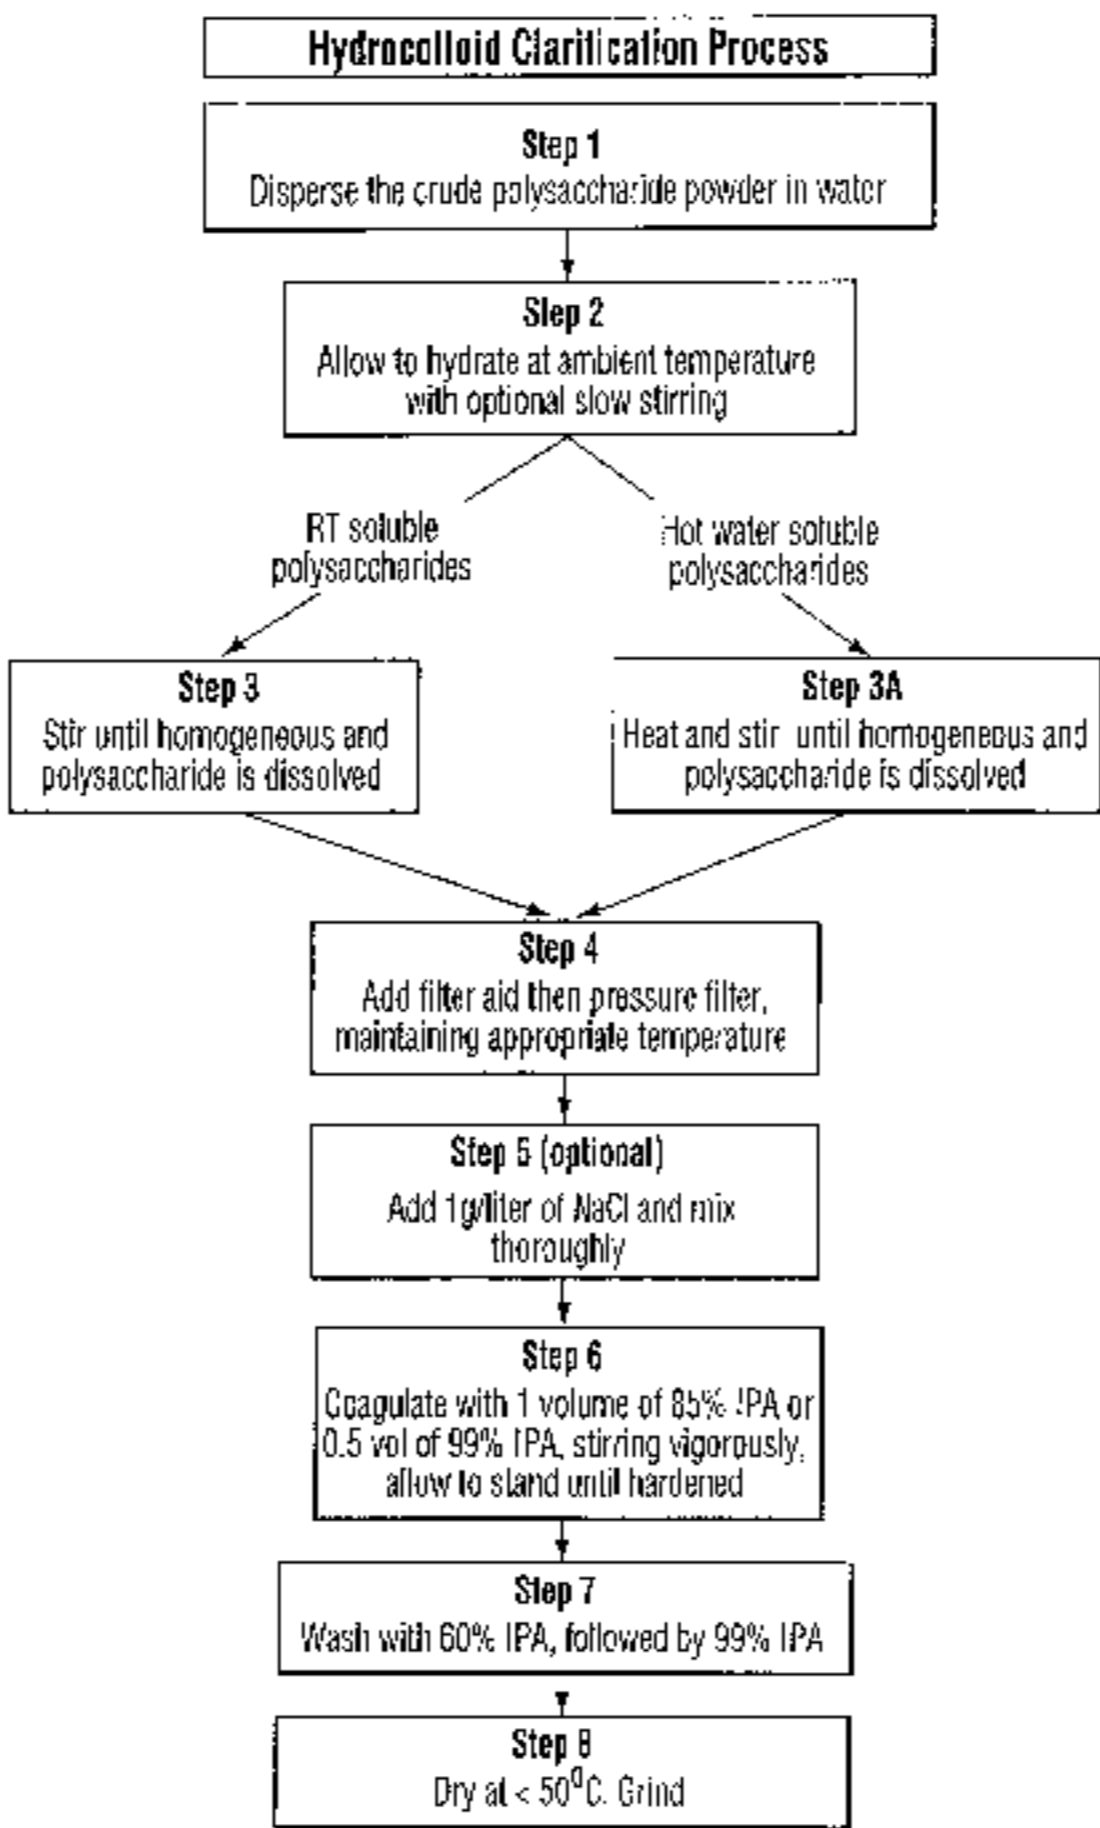 Hydrocolloid Clarification Process
Step 1
Disperse the crude polysaccharide powder in water
Step 2
Allow to hydrate at ambient temperature
with optional slow stirring
RT soluble
polysaccharides
Hot water soluble
polysaccharides
Step 3
Stir until homogeneous and
polysaccharide is dissolved
Step 3A
Heat and stir until homogeneous and
polysaccharide is dissolved
Step 4
Add filter aid then pressure filter,
maintaining appropriate temperature
Step 5 (optional)
Add 1g/liter of NaCl and mix
thoroughly
Step 6
Coagulate with 1 volume of 85% IPA or
0.5 vol of 99% IPA, stirring vigorously,
allow to stand until hardened
Step 7
Wash with 60% IPA, followed by 99% IPA
Step 8
Dry at < 50⁰C. Grind